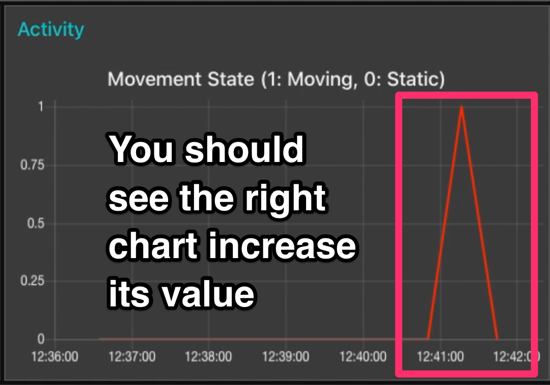 Activity
Movement State (1: Moving, 0: Static)
1
You should
0.75
see the right
0.5
chart increase
0.25
its value
0
12:36:00 12:37:00 12:38:00 12:39:00 12:40:00 12:41:00 12:42:00